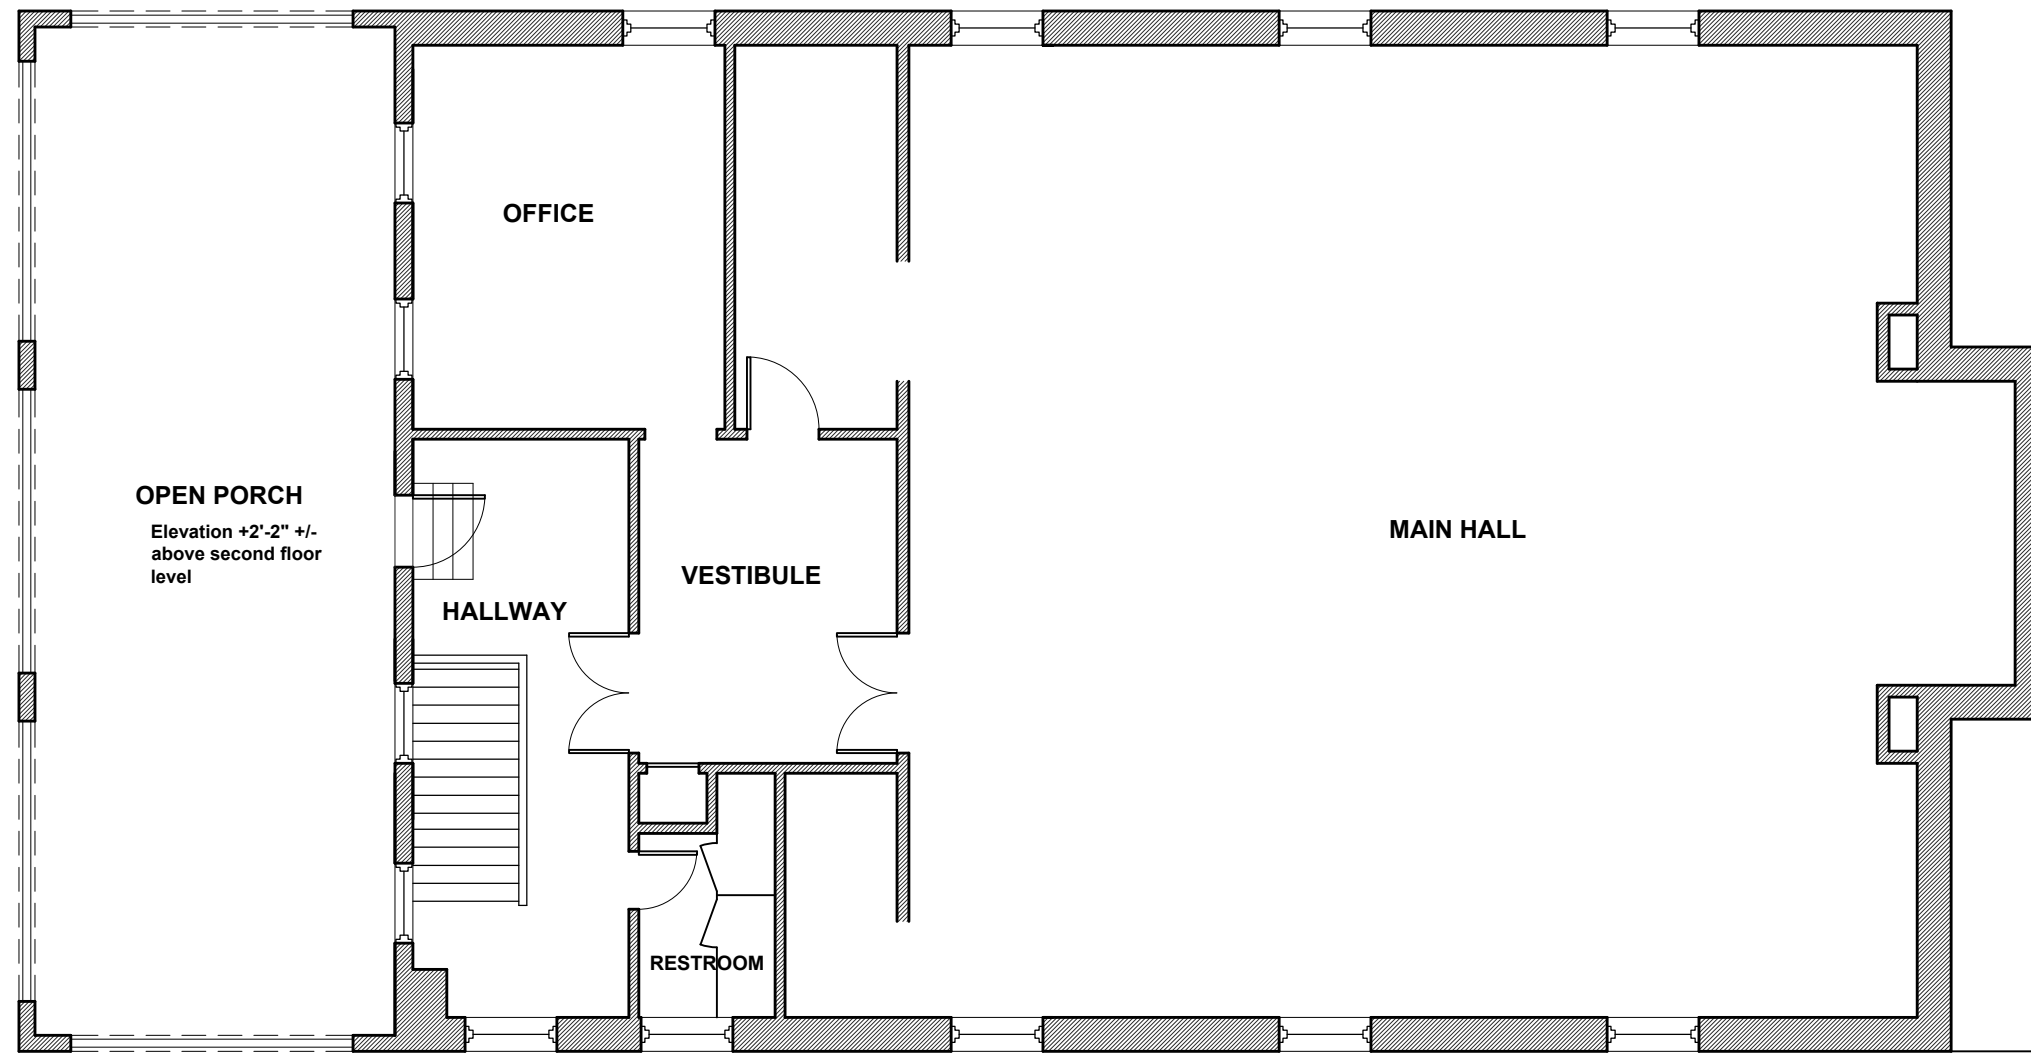 OFFICE
OPEN PORCH
Elevation +2'-2" +/-
above second floor
level
MAIN HALL
VESTIBULE
HALLWAY
RESTROOM